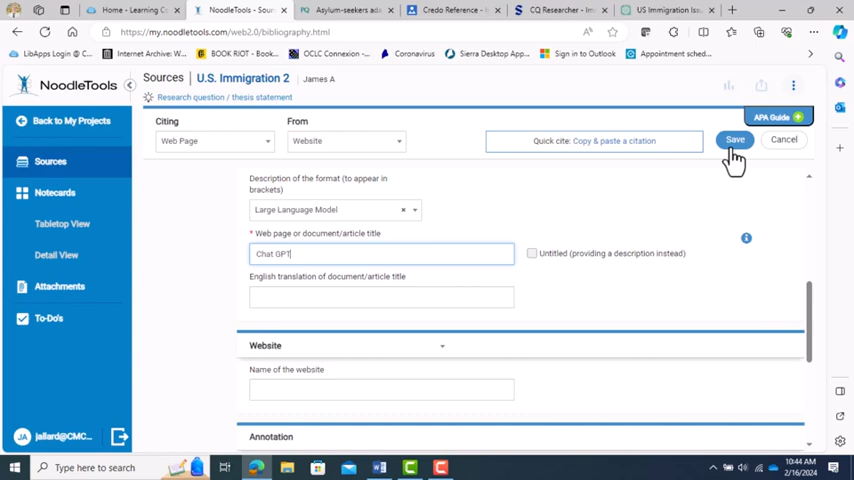 Home - Learning Co
NoodleTools
Asylum-seekers ada
Credo Reference - U.S.
CQ Researcher - Im
US Immigration Issu
https://my.noodletools.com/web2.0/bibliography.html
LibApps Login @ C...
Internet Archive: W...
BOOK RIOT - Book...
OCLC Connexion -...
Coronavirus
Sierra Desktop App...
Sign in to Outlook
Appointment sched...
NoodleTools
Sources
U.S. Immigration 2
James A
Research question / thesis statement
Back to My Projects
Sources
Notecards
Tabletop View
Detail View
Attachments
To-Do's
JA
jallard@CMC...
Citing
From
Web Page
Website
Quick cite: Copy & paste a citation
APA Guide
Save
Cancel
Description of the format (to appear in
brackets)
Large Language Model
* Web page or document/article title
Chat GPT
Untitled (providing a description instead)
English translation of document/article title
Website
Name of the website
Annotation
Type here to search
10:44 AM
2/16/2024